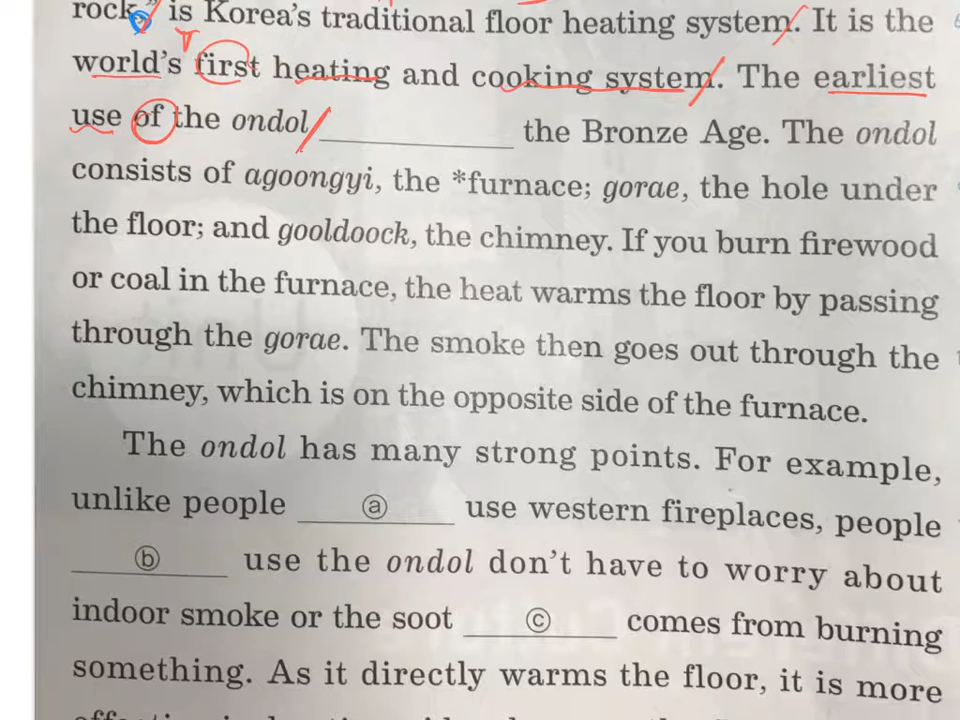 rock," is Korea's traditional floor heating system. It is the
world's first heating and cooking system. The earliest
use of the ondol ____________ the Bronze Age. The ondol
consists of agoongyi, the *furnace; gorae, the hole under
the floor; and gooldoock, the chimney. If you burn firewood
or coal in the furnace, the heat warms the floor by passing
through the gorae. The smoke then goes out through the
chimney, which is on the opposite side of the furnace.
The ondol has many strong points. For example,
unlike people ____ⓐ____ use western fireplaces, people
____ⓑ____ use the ondol don't have to worry about
indoor smoke or the soot ____ⓒ____ comes from burning
something. As it directly warms the floor, it is more